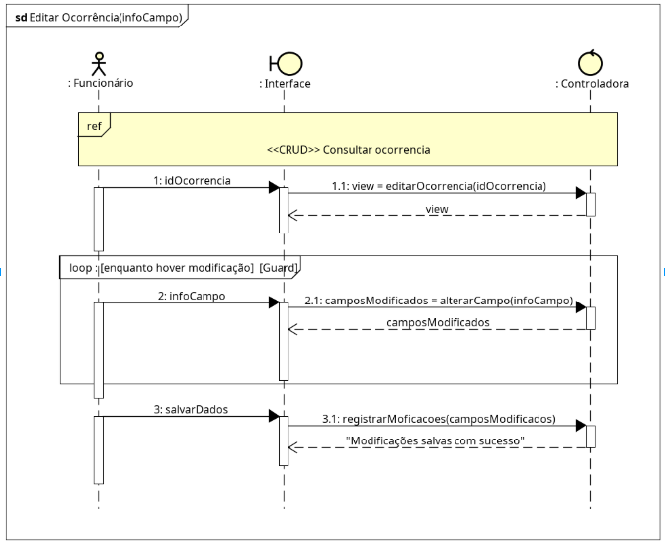 sd Editar Ocorrência(infoCampo)
: Funcionário
: Interface
: Controladora
ref
<<CRUD>> Consultar ocorrencia
1: idOcorrencia
1.1: view = editarOcorrencia(idOcorrencia)
view
loop : [enquanto hover modificação] [Guard]
2: infoCampo
2.1: camposModificados = alterarCampo(infoCampo)
camposModificados
3: salvarDados
3.1: registrarMoficacoes(camposModificacos)
"Modificações salvas com sucesso"